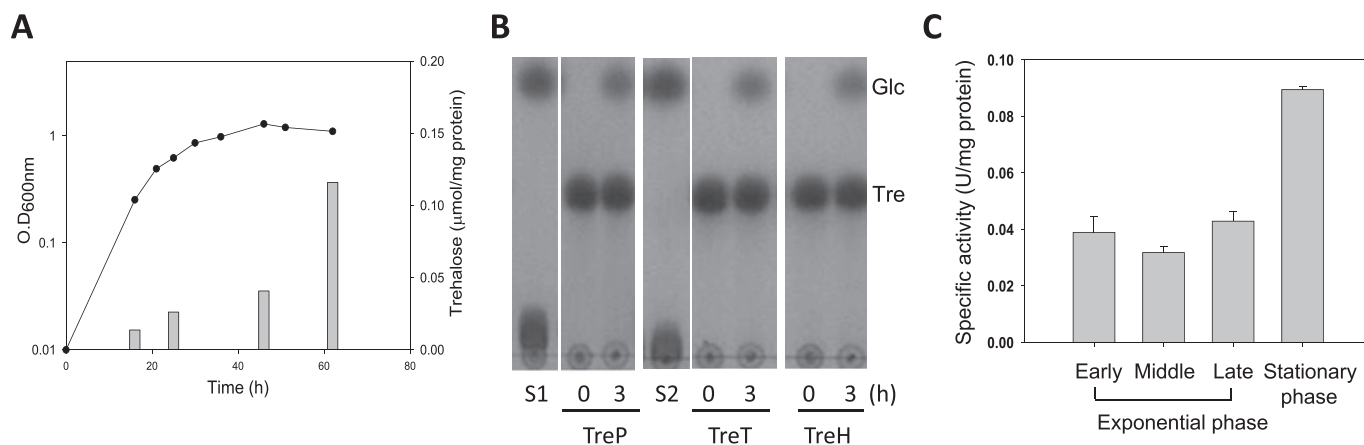 A
O.D600nm
1
0.1
0.01
0 20 40 60 80
Time (h)
0.20
0.15
0.10
0.05
0.00
Trehalose (μmol/mg protein)
B
Glc
Tre
S1 0 3 S2 0 3 0 3 (h)
TreP TreT TreH
C
Specific activity (U/mg protein)
0.10
0.08
0.06
0.04
0.02
0.00
Early Middle Late Stationary
phase
Exponential phase